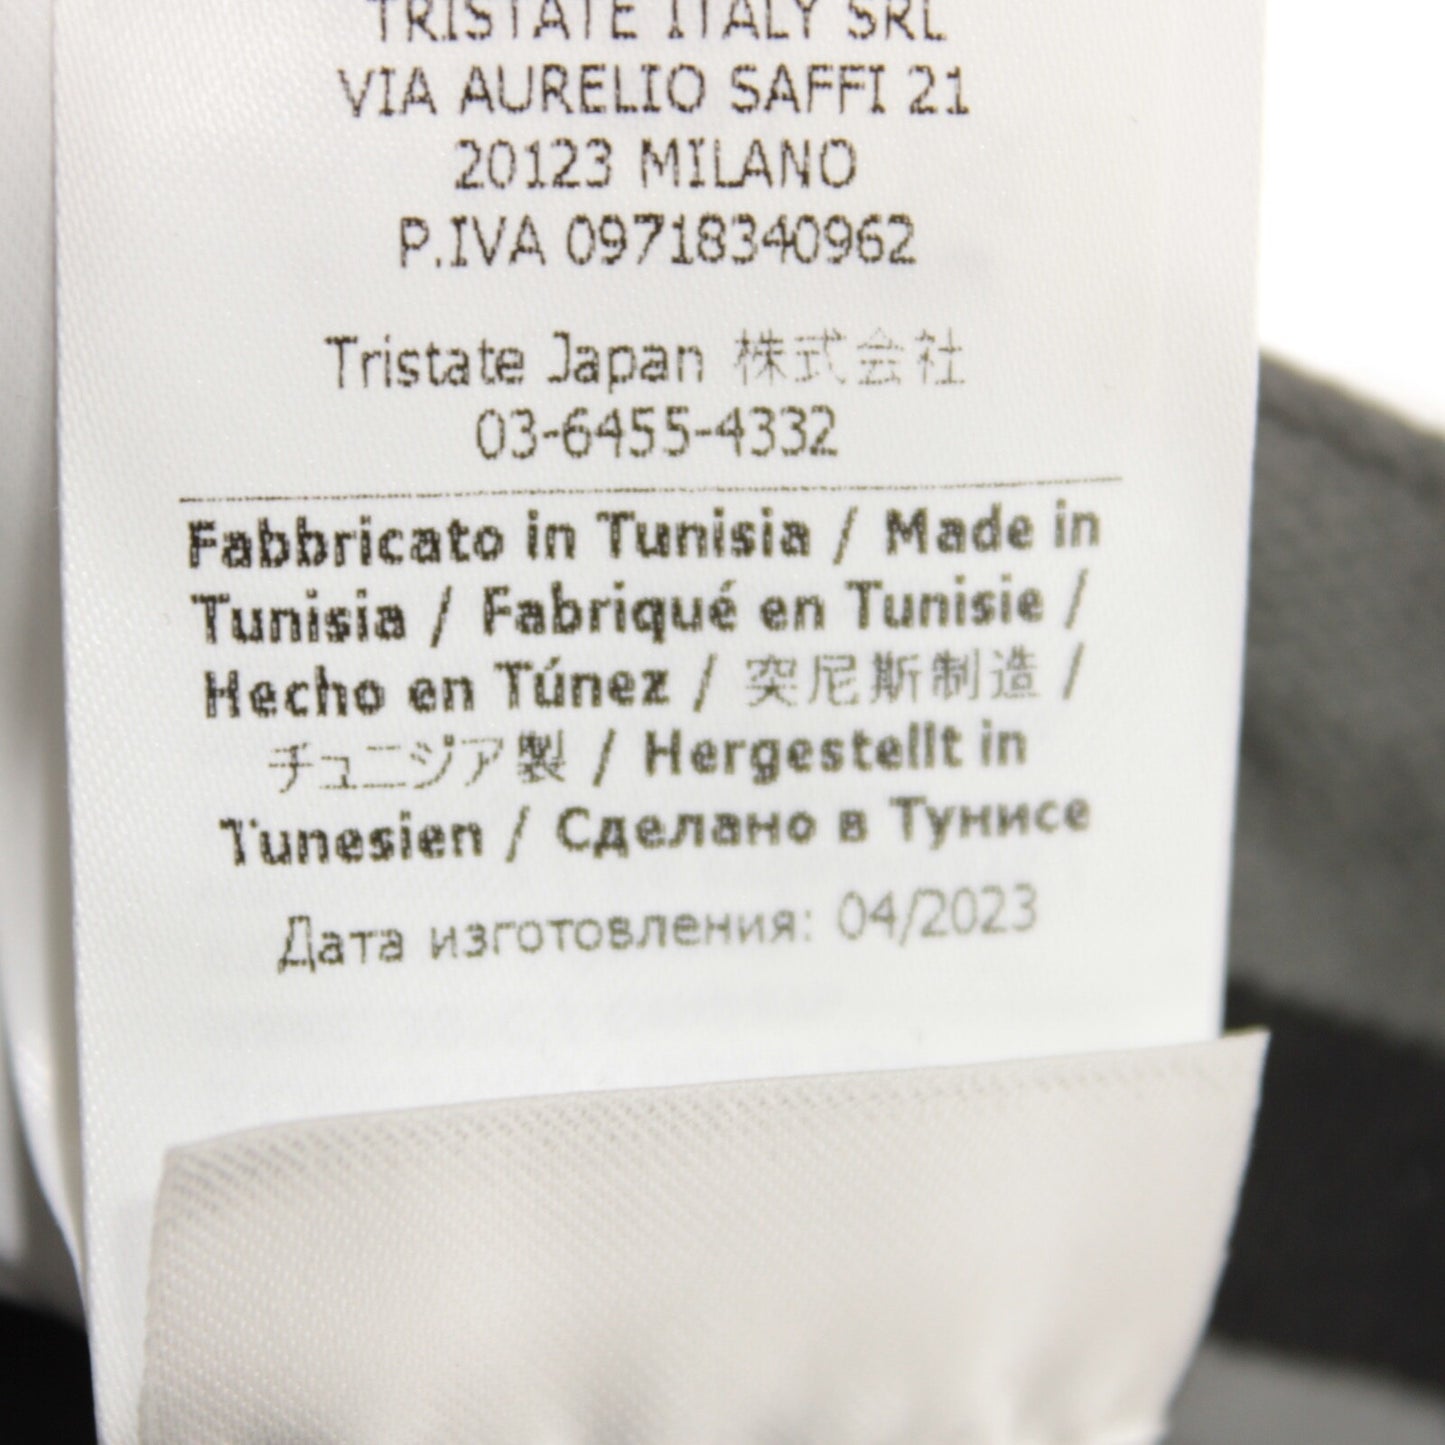 TRISTATE ITALY SRL
VIA AURELIO SAFFI 21
20123 MILANO
P.IVA 09718340962
Tristate Japan 株式会社
03-6455-4332
Fabbricato in Tunisia / Made in
Tunisia / Fabriqué en Tunisie /
Hecho en Túnez / 突尼斯制造 /
チュニジア製 / Hergestellt in
Tunesien / Сделано в Тунисе
Дата изготовления: 04/2023